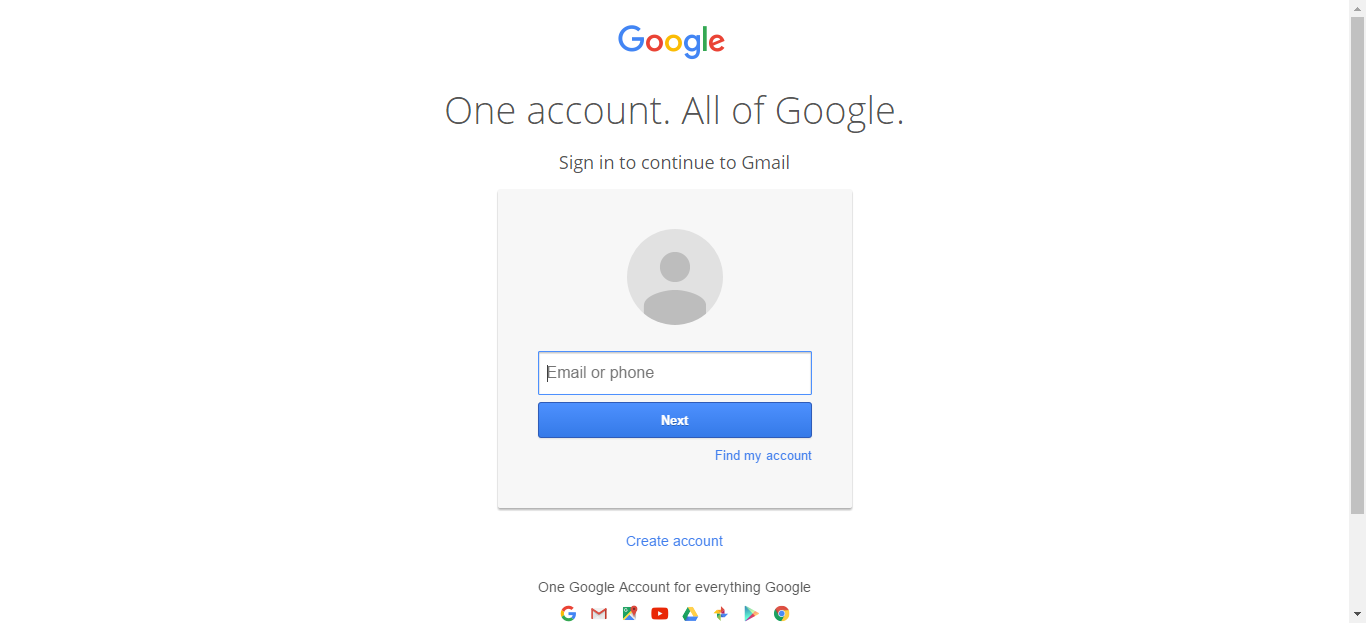 Google
One account. All of Google.
Sign in to continue to Gmail
Email or phone
Next
Find my account
Create account
One Google Account for everything Google